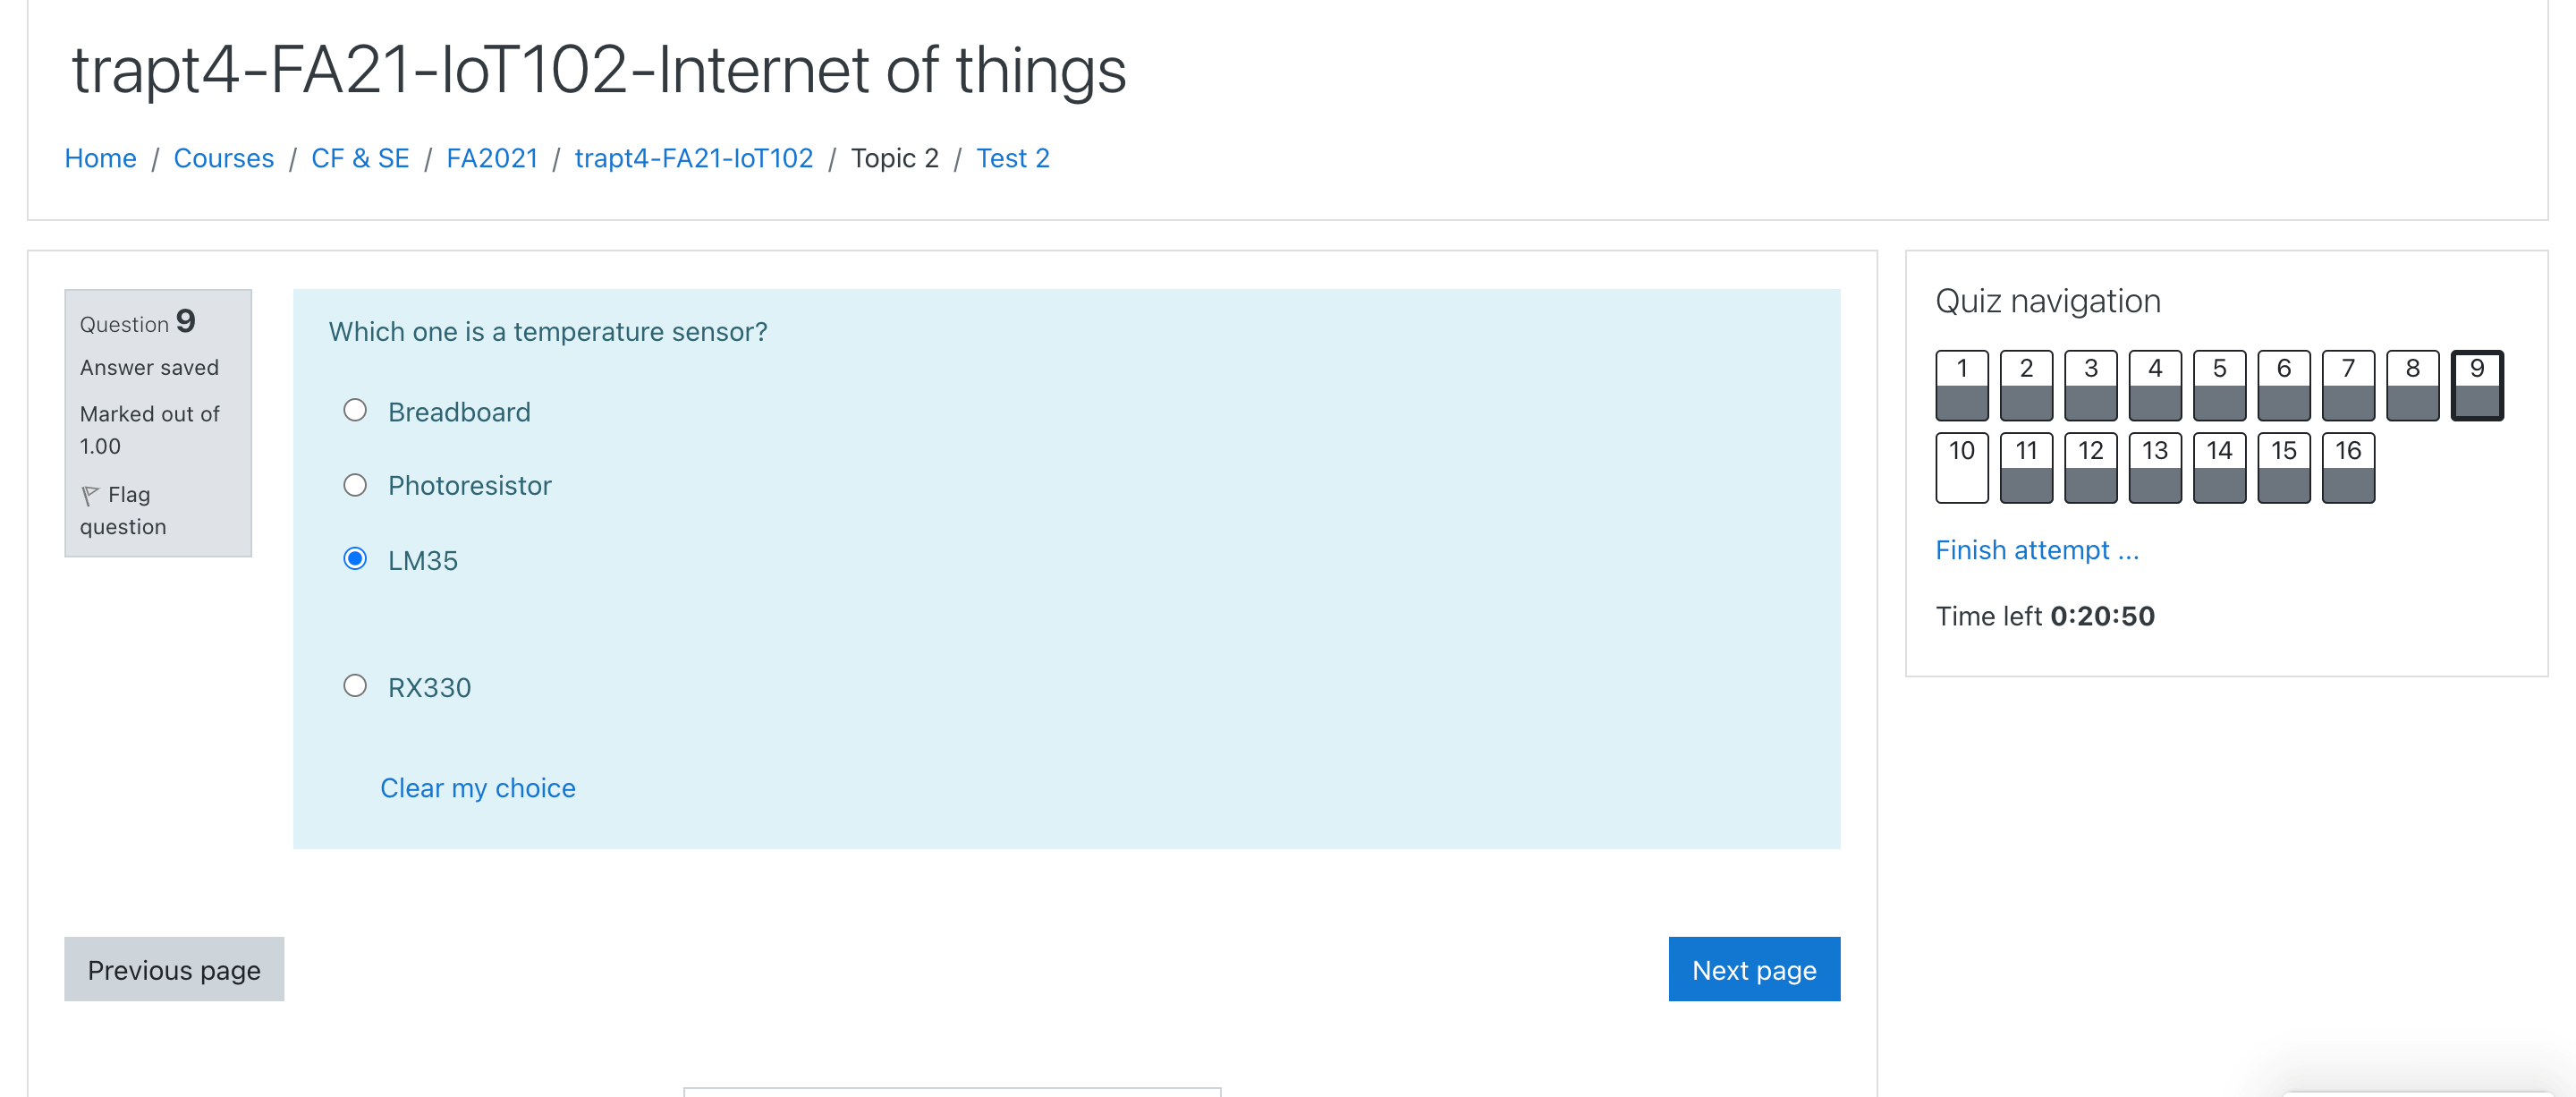 trapt4-FA21-IoT102-Internet of things
Home / Courses / CF & SE / FA2021 / trapt4-FA21-IoT102 / Topic 2 / Test 2
Question 9
Answer saved
Marked out of
1.00
Flag
question
Which one is a temperature sensor?
Breadboard
Photoresistor
LM35
RX330
Clear my choice
Previous page
Next page
Quiz navigation
1 2 3 4 5 6 7 8 9
10 11 12 13 14 15 16
Finish attempt ...
Time left 0:20:50